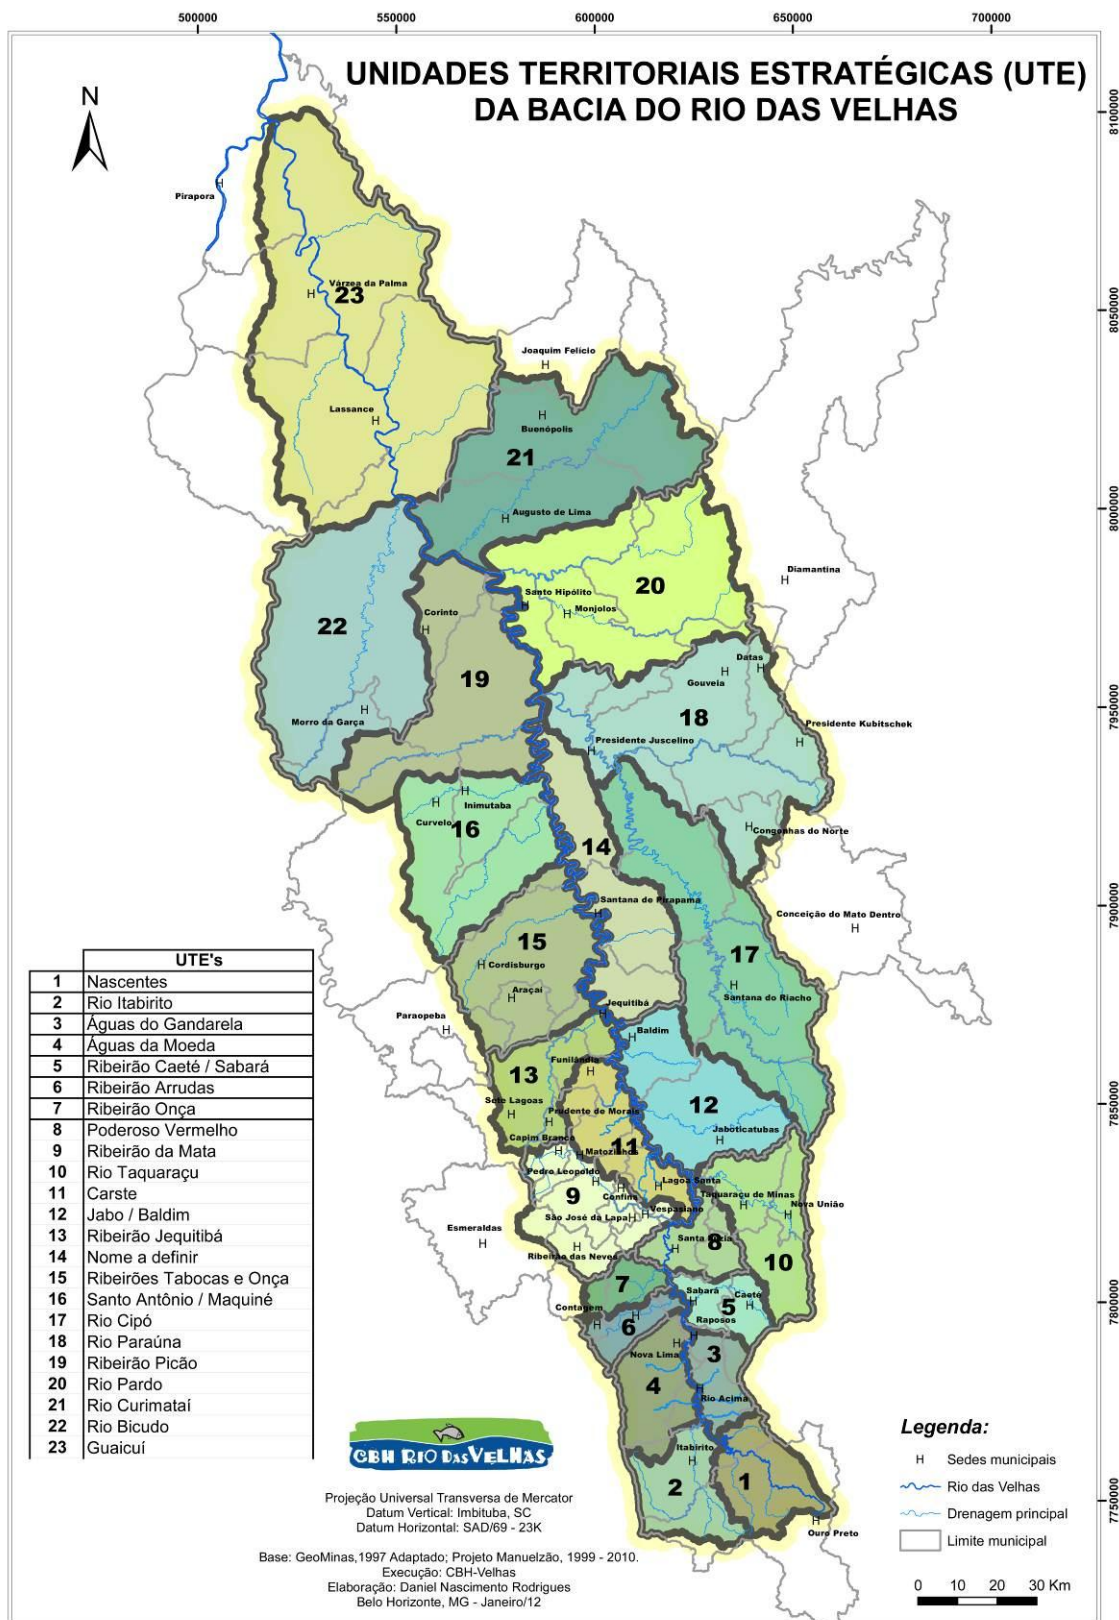 500000 550000 600000 650000 700000
UNIDADES TERRITORIAIS ESTRATÉGICAS (UTE)
DA BACIA DO RIO DAS VELHAS
N
8100000
8050000
8000000
7950000
7900000
7850000
7800000
7750000
Pirapora
Várzea da Palma
23
Joaquim Felício
Lassance
Buenópolis
21
Augusto de Lima
Diamantina
20
Santo Hipólito
Monjolos
Corinto
22
19
Datas
Gouveia
18
Morro da Garça
Presidente Kubitschek
Presidente Juscelino
Inimutaba
Curvelo
16
Congonhas do Norte
14
Santana de Pirapama
Conceição do Mato Dentro
15
17
Cordisburgo
Araçaí
Santana do Riacho
Paraopeba
Jequitibá
Baldim
Funilândia
13
12
Sete Lagoas
Prudente de Morais
Jaboticatubas
Capim Branco
Matozinhos
11
Pedro Leopoldo
Lagoa Santa
Taquaraçu de Minas
9
Confins
Nova União
Vespasiano
São José da Lapa
Esmeraldas
Santa Luzia
8
Ribeirão das Neves
10
7
Sabará
Caeté
5
Contagem
Raposos
6
Nova Lima
3
4
Rio Acima
Itabirito
2
1
Ouro Preto
UTE's
1 Nascentes
2 Rio Itabirito
3 Águas do Gandarela
4 Águas da Moeda
5 Ribeirão Caeté / Sabará
6 Ribeirão Arrudas
7 Ribeirão Onça
8 Poderoso Vermelho
9 Ribeirão da Mata
10 Rio Taquaraçu
11 Carste
12 Jabo / Baldim
13 Ribeirão Jequitibá
14 Nome a definir
15 Ribeirões Tabocas e Onça
16 Santo Antônio / Maquiné
17 Rio Cipó
18 Rio Paraúna
19 Ribeirão Picão
20 Rio Pardo
21 Rio Curimataí
22 Rio Bicudo
23 Guaicuí
CBH RIO DAS VELHAS
Projeção Universal Transversa de Mercator
Datum Vertical: Imbituba, SC
Datum Horizontal: SAD/69 - 23K
Base: GeoMinas,1997 Adaptado; Projeto Manuelzão, 1999 - 2010.
Execução: CBH-Velhas
Elaboração: Daniel Nascimento Rodrigues
Belo Horizonte, MG - Janeiro/12
Legenda:
H Sedes municipais
Rio das Velhas
Drenagem principal
Limite municipal
0 10 20 30 Km